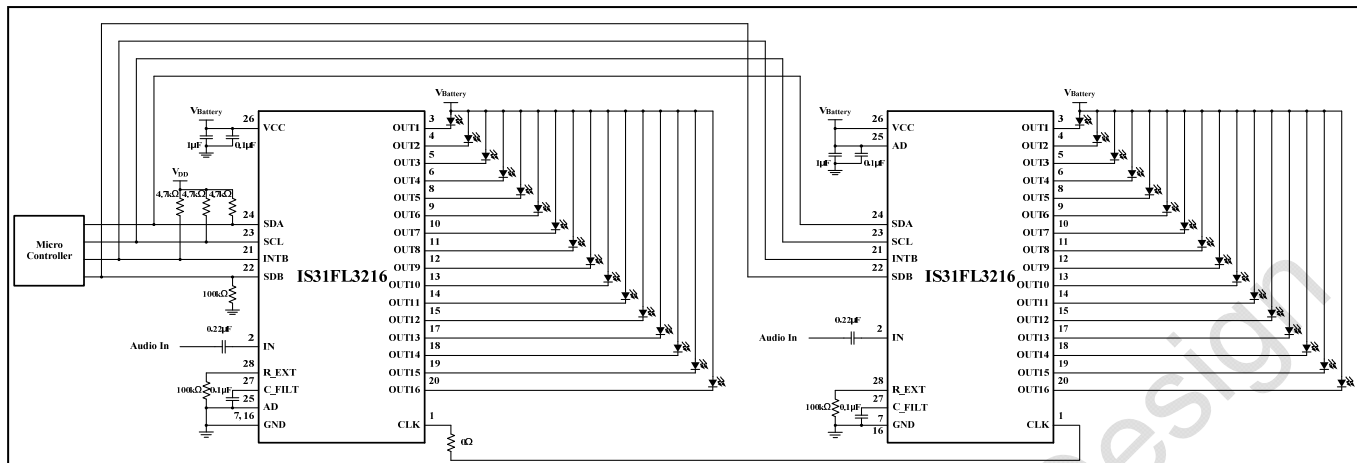 Micro
Controller
VBattery
1μF
0.1μF
VDD
4.7kΩ
4.7kΩ
4.7kΩ
100kΩ
Audio In
0.22μF
100kΩ
0.1μF
IS31FL3216
26 VCC
24 SDA
23 SCL
21 INTB
22 SDB
2 IN
28 R_EXT
27 C_FILT
25 AD
7, 16 GND
VBattery
OUT1 3
OUT2 4
OUT3 5
OUT4 6
OUT5 8
OUT6 9
OUT7 10
OUT8 11
OUT9 12
OUT10 13
OUT11 14
OUT12 15
OUT13 17
OUT14 18
OUT15 19
OUT16 20
CLK 1
0Ω
VBattery
1μF
0.1μF
Audio In
0.22μF
100kΩ
0.1μF
IS31FL3216
26 VCC
25 AD
24 SDA
23 SCL
21 INTB
22 SDB
2 IN
28 R_EXT
27 C_FILT
7 GND
16
VBattery
OUT1 3
OUT2 4
OUT3 5
OUT4 6
OUT5 8
OUT6 9
OUT7 10
OUT8 11
OUT9 12
OUT10 13
OUT11 14
OUT12 15
OUT13 17
OUT14 18
OUT15 19
OUT16 20
CLK 1
Design